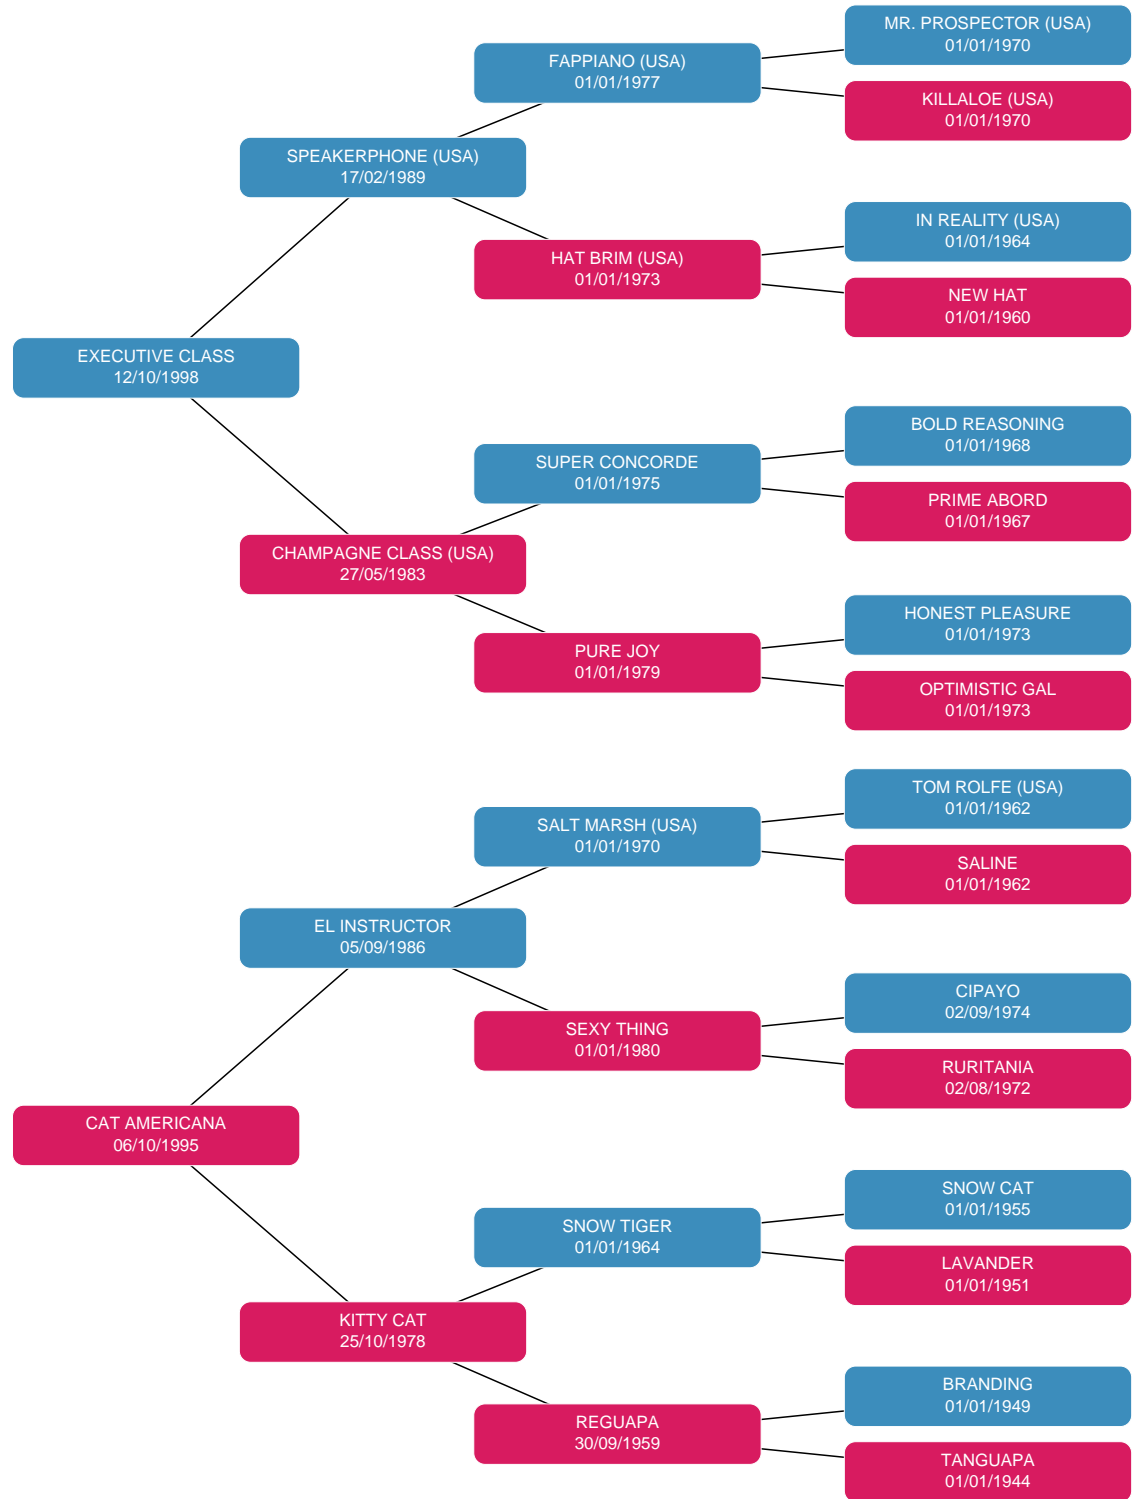 MR. PROSPECTOR (USA)
01/01/1970
FAPPIANO (USA)
01/01/1977
KILLALOE (USA)
01/01/1970
SPEAKERPHONE (USA)
17/02/1989
IN REALITY (USA)
01/01/1964
HAT BRIM (USA)
01/01/1973
NEW HAT
01/01/1960
EXECUTIVE CLASS
12/10/1998
BOLD REASONING
01/01/1968
SUPER CONCORDE
01/01/1975
PRIME ABORD
01/01/1967
CHAMPAGNE CLASS (USA)
27/05/1983
HONEST PLEASURE
01/01/1973
PURE JOY
01/01/1979
OPTIMISTIC GAL
01/01/1973
TOM ROLFE (USA)
01/01/1962
SALT MARSH (USA)
01/01/1970
SALINE
01/01/1962
EL INSTRUCTOR
05/09/1986
CIPAYO
02/09/1974
SEXY THING
01/01/1980
RURITANIA
02/08/1972
CAT AMERICANA
06/10/1995
SNOW CAT
01/01/1955
SNOW TIGER
01/01/1964
LAVANDER
01/01/1951
KITTY CAT
25/10/1978
BRANDING
01/01/1949
REGUAPA
30/09/1959
TANGUAPA
01/01/1944